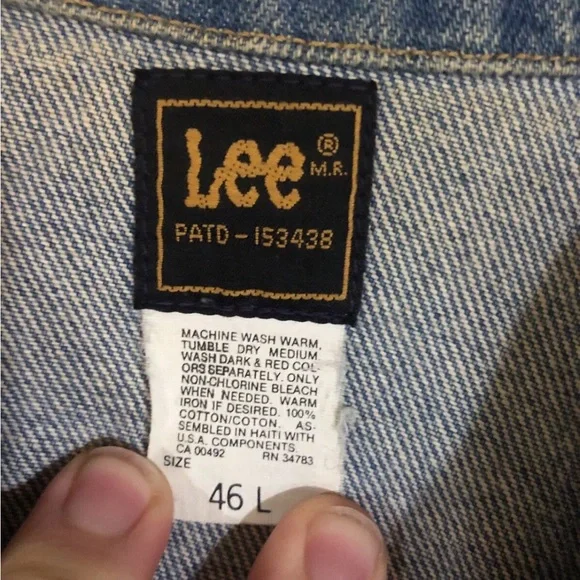 Lee ® M.R.
PATD-153438
MACHINE WASH WARM,
TUMBLE DRY MEDIUM
WASH DARK & RED COL-
ORS SEPARATELY. ONLY
NON-CHLORINE BLEACH
WHEN NEEDED. WARM
IRON IF DESIRED. 100%
COTTON/COTON. AS-
SEMBLED IN HAITI WITH
U.S.A. COMPONENTS
CA 00492 RN 34783
SIZE
46 L